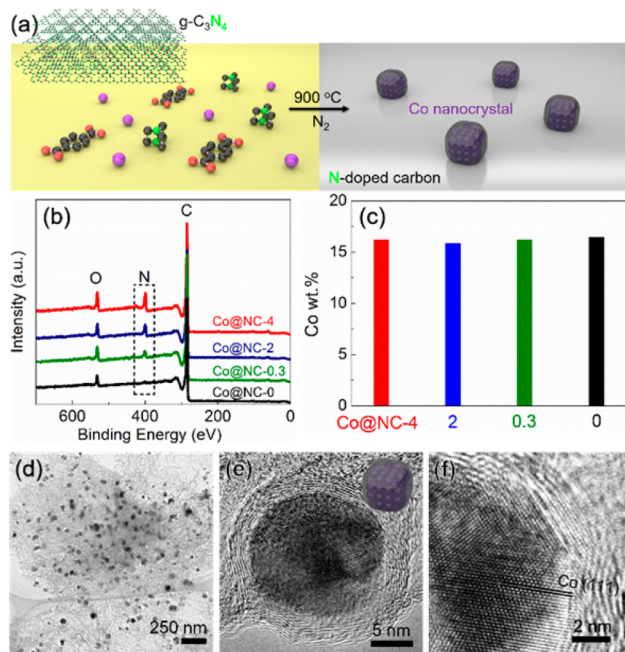 (a)
g-C₃N₄
900 °C
N₂
Co nanocrystal
N-doped carbon
(b)
C
O
N
Co@NC-4
Co@NC-2
Co@NC-0.3
Co@NC-0
Intensity (a.u.)
600
400
200
0
Binding Energy (eV)
(c)
20
15
10
5
0
Co wt.%
Co@NC-4
2
0.3
0
(d)
250 nm
(e)
5 nm
(f)
Co (111)
2 nm